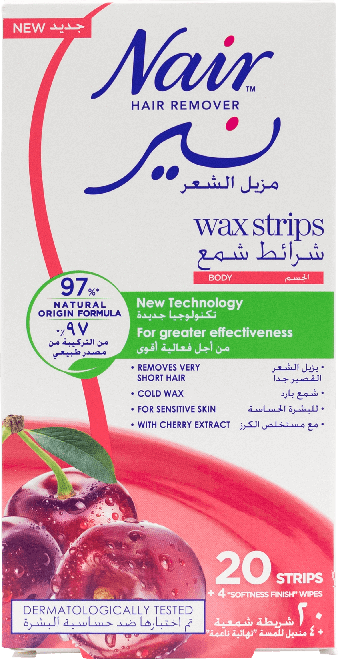 NEW جديد
Nair™
HAIR REMOVER
نير
مزيل الشعر
wax strips
شرائط شمع
BODY الجسم
97%*
NATURAL
ORIGIN FORMULA
٩٧٪
من التركيبة من
مصدر طبيعي
New Technology
تكنولوجيا جديدة
For greater effectiveness
من أجل فعالية أقوى
• REMOVES VERY
SHORT HAIR
• يزيل الشعر
القصير جدا
• COLD WAX • شمع بارد
• FOR SENSITIVE SKIN • للبشرة الحساسة
• WITH CHERRY EXTRACT • مع مستخلص الكرز
20 STRIPS
+ 4 "SOFTNESS FINISH" WIPES
٢٠ شريطة شمعية
+ ٤ منديل للمسة "نهائية ناعمة"
DERMATOLOGICALLY TESTED
تم اختبارها ضد حساسية البشرة